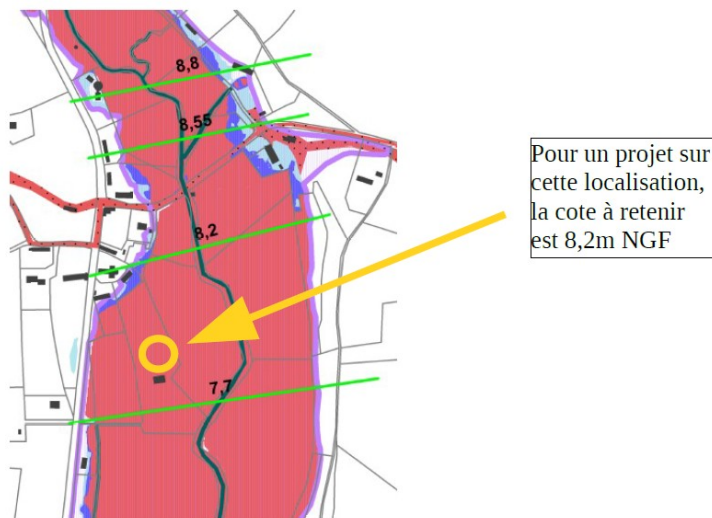 8,8
8,55
8,2
7,7
Pour un projet sur
cette localisation,
la cote à retenir
est 8,2m NGF